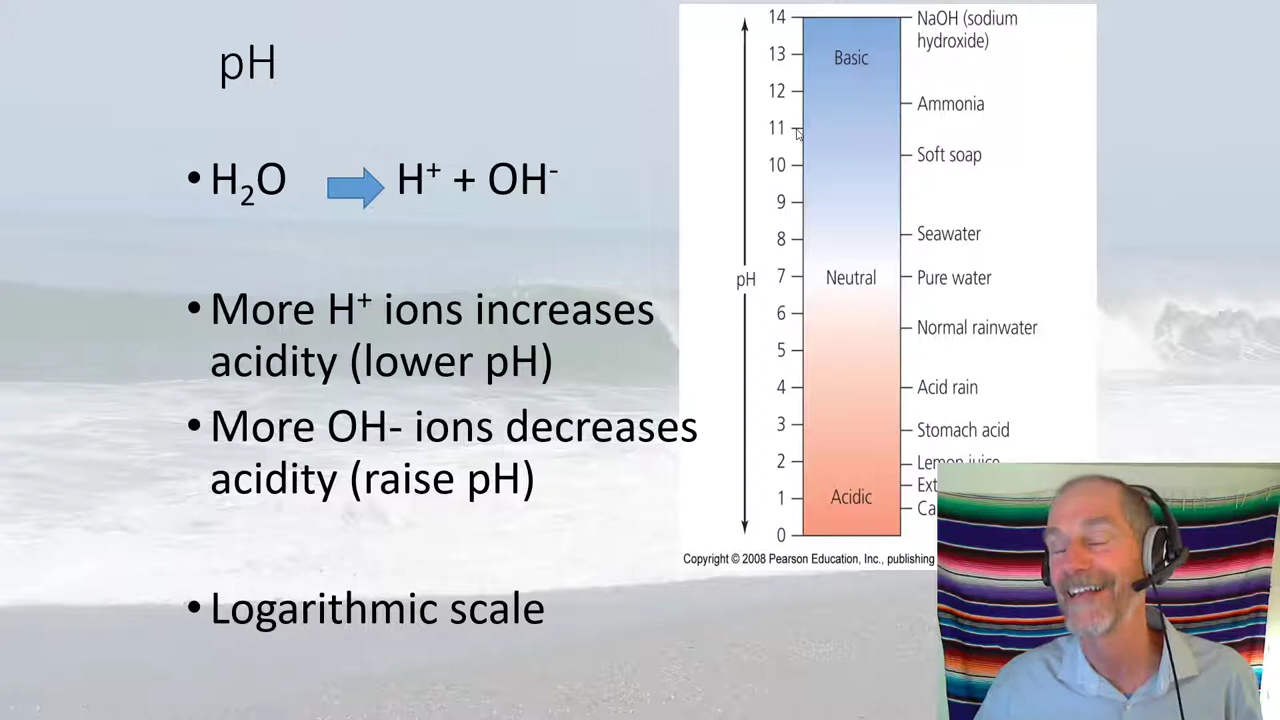 pH
• H₂O H⁺ + OH⁻
• More H⁺ ions increases
acidity (lower pH)
• More OH- ions decreases
acidity (raise pH)
• Logarithmic scale
pH
14
13
12
11
10
9
8
7
6
5
4
3
2
1
0
Basic
Neutral
Acidic
NaOH (sodium
hydroxide)
Ammonia
Soft soap
Seawater
Pure water
Normal rainwater
Acid rain
Stomach acid
Lemon juice
Copyright © 2008 Pearson Education, Inc., publishing